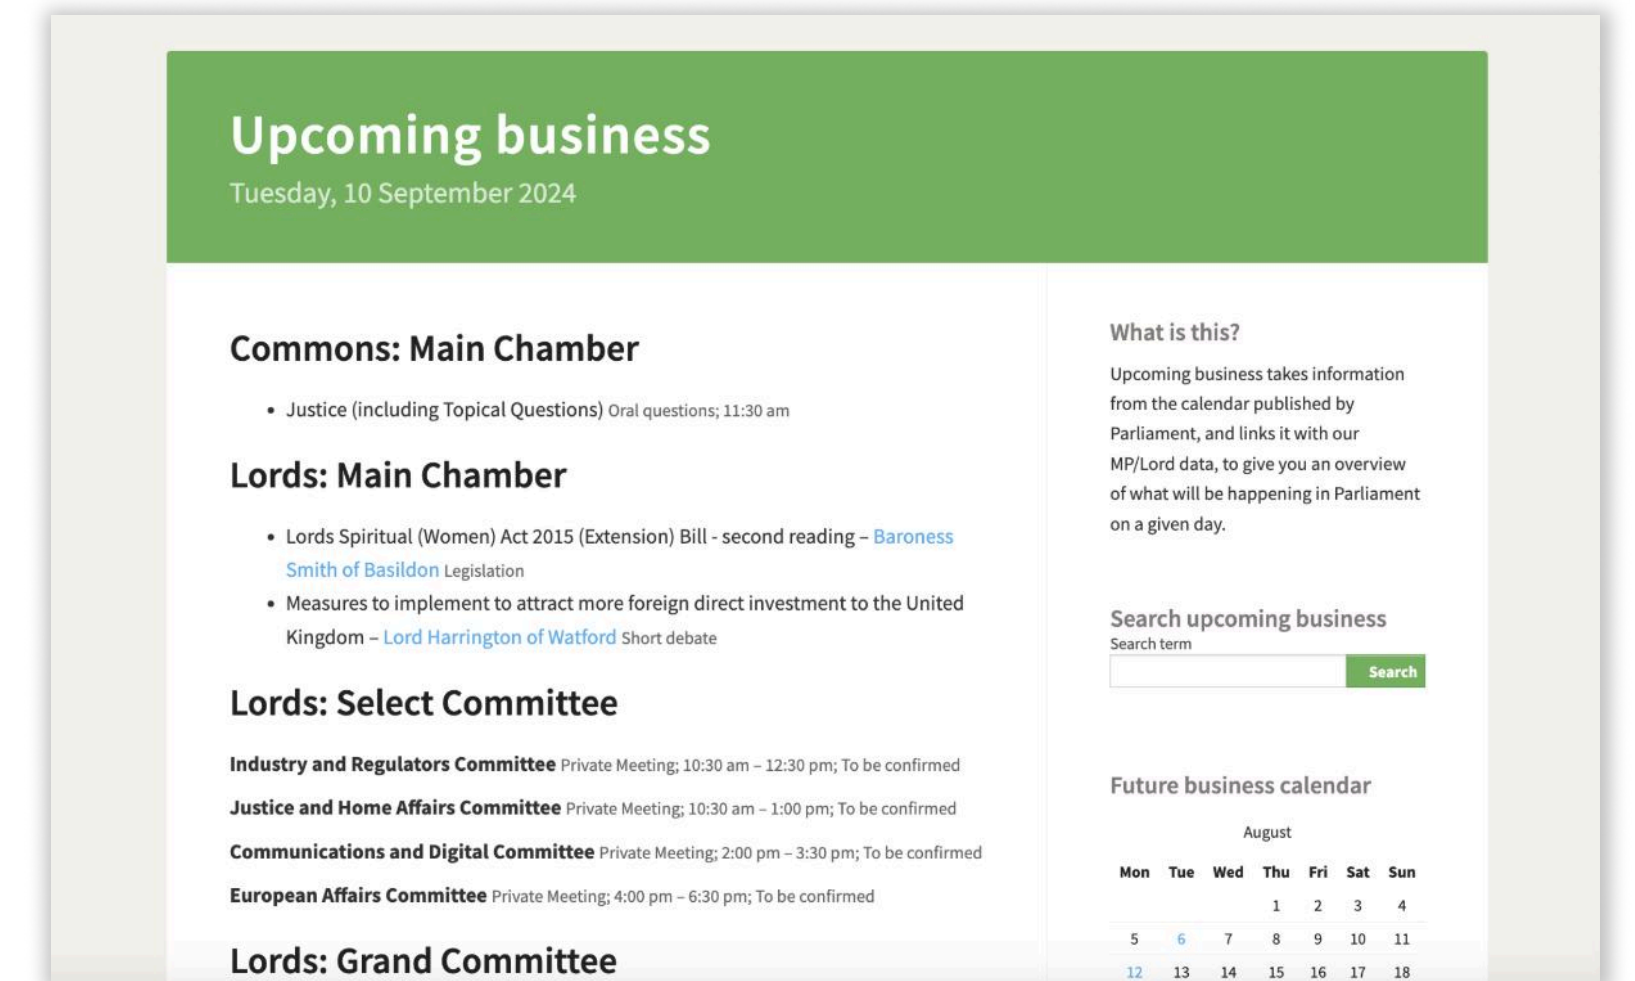 Upcoming business
Tuesday, 10 September 2024
Commons: Main Chamber
• Justice (including Topical Questions) Oral questions; 11:30 am
Lords: Main Chamber
• Lords Spiritual (Women) Act 2015 (Extension) Bill - second reading – Baroness
Smith of Basildon Legislation
• Measures to implement to attract more foreign direct investment to the United
Kingdom – Lord Harrington of Watford Short debate
Lords: Select Committee
Industry and Regulators Committee Private Meeting; 10:30 am – 12:30 pm; To be confirmed
Justice and Home Affairs Committee Private Meeting; 10:30 am – 1:00 pm; To be confirmed
Communications and Digital Committee Private Meeting; 2:00 pm – 3:30 pm; To be confirmed
European Affairs Committee Private Meeting; 4:00 pm – 6:30 pm; To be confirmed
Lords: Grand Committee
What is this?
Upcoming business takes information
from the calendar published by
Parliament, and links it with our
MP/Lord data, to give you an overview
of what will be happening in Parliament
on a given day.
Search upcoming business
Search term
Search
Future business calendar
August
Mon Tue Wed Thu Fri Sat Sun
1 2 3 4
5 6 7 8 9 10 11
12 13 14 15 16 17 18